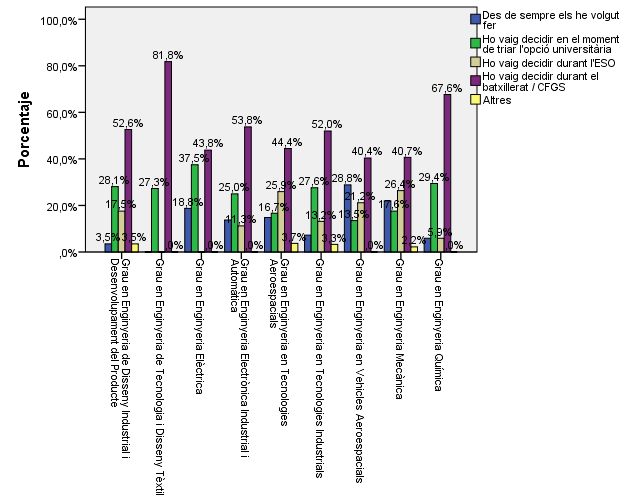 100,0%
80,0%
60,0%
40,0%
20,0%
,0%
Porcentaje
3,5%
28,1%
17,5%
52,6%
3,5%
27,3%
81,8%
,0%
18,8%
37,5%
43,8%
,0%
25,0%
11,3%
53,8%
,0%
16,7%
25,9%
44,4%
3,7%
27,6%
13,2%
52,0%
3,3%
28,8%
13,5%
21,2%
40,4%
,0%
17,6%
26,4%
40,7%
2,2%
29,4%
5,9%
67,6%
,0%
Grau en Enginyeria de Disseny Industrial i
Desenvolupament del Producte
Grau en Enginyeria de Tecnologia i Disseny Tèxtil
Grau en Enginyeria Elèctrica
Grau en Enginyeria Electrònica Industrial i
Automàtica
Grau en Enginyeria en Tecnologies
Aeroespacials
Grau en Enginyeria en Tecnologies Industrials
Grau en Enginyeria en Vehicles Aeroespacials
Grau en Enginyeria Mecànica
Grau en Enginyeria Química
Des de sempre els he volgut
fer
Ho vaig decidir en el moment
de triar l'opció universitària
Ho vaig decidir durant l'ESO
Ho vaig decidir durant el
batxillerat / CFGS
Altres